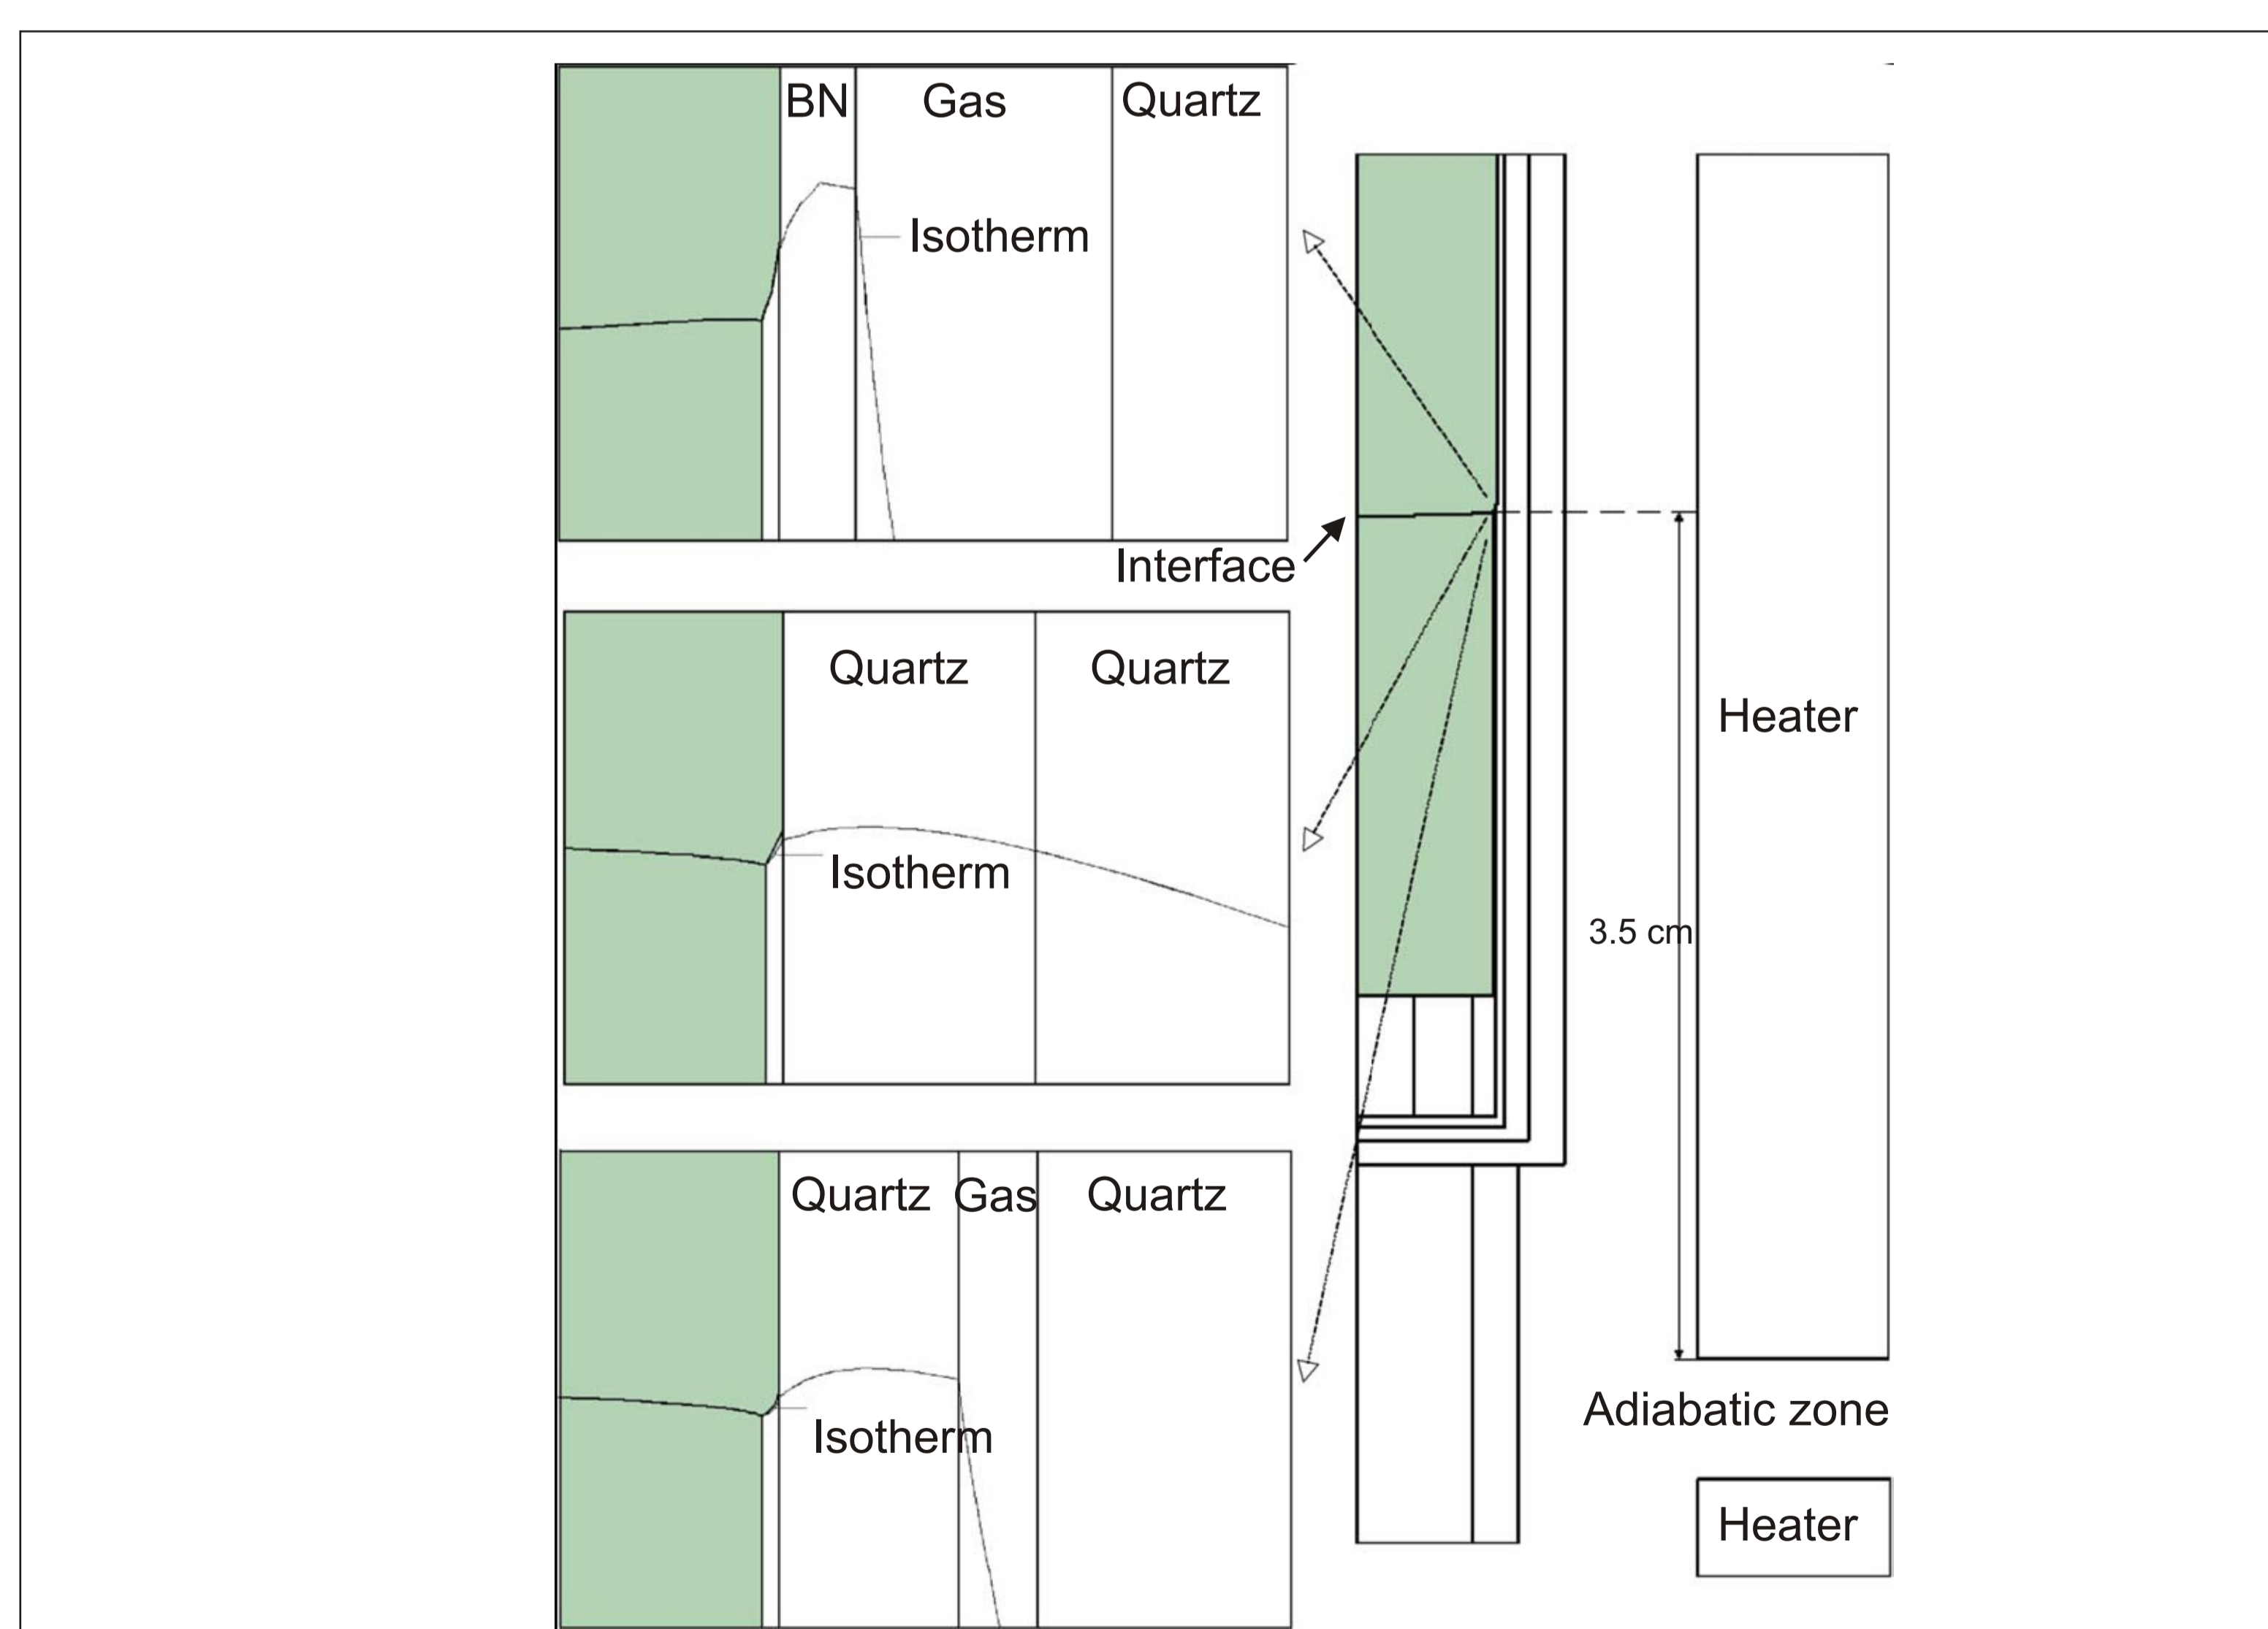 BN Gas Quartz
Isotherm
Interface
Quartz Quartz
Isotherm
Quartz Gas Quartz
Isotherm
Heater
3.5 cm
Adiabatic zone
Heater